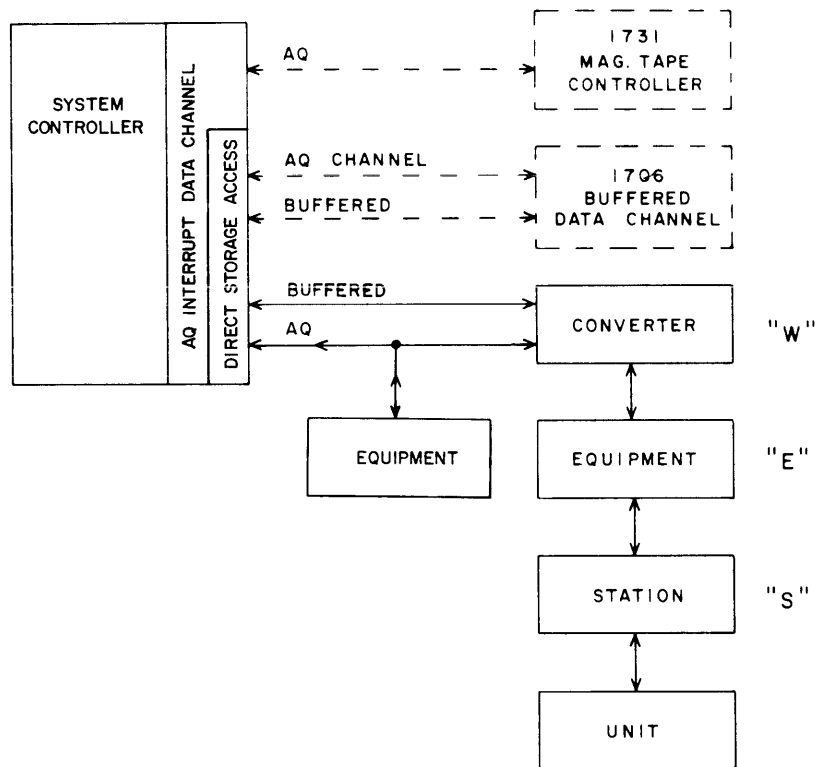 SYSTEM
CONTROLLER
AQ INTERRUPT DATA CHANNEL
DIRECT STORAGE ACCESS
AQ
1731
MAG. TAPE
CONTROLLER
AQ CHANNEL
BUFFERED
1706
BUFFERED
DATA CHANNEL
BUFFERED
AQ
CONVERTER
"W"
EQUIPMENT
EQUIPMENT
"E"
STATION
"S"
UNIT